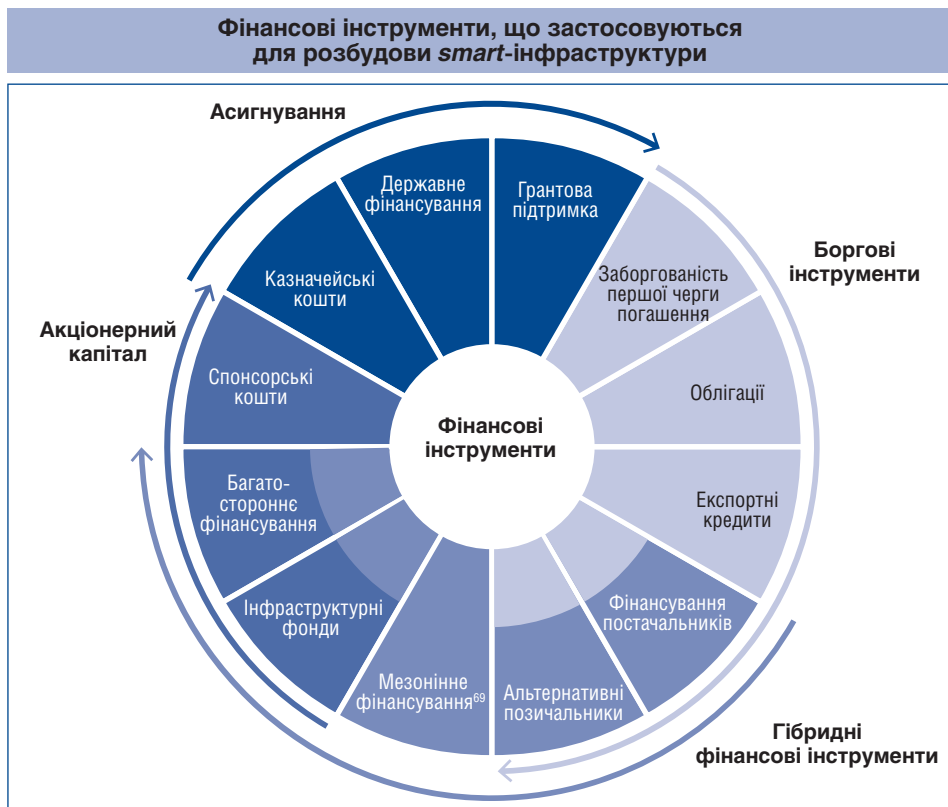 Фінансові інструменти, що застосовуються
для розбудови smart-інфраструктури
Асигнування
Державне
фінансування
Грантова
підтримка
Казначейські
кошти
Заборгованість
першої черги
погашення
Боргові
інструменти
Акціонерний
капітал
Спонсорські
кошти
Фінансові
інструменти
Облігації
Багато-
стороннє
фінансування
Експортні
кредити
Інфраструктурні
фонди
Фінансування
постачальників
Мезонінне
фінансування⁶⁹
Альтернативні
позичальники
Гібридні
фінансові інструменти